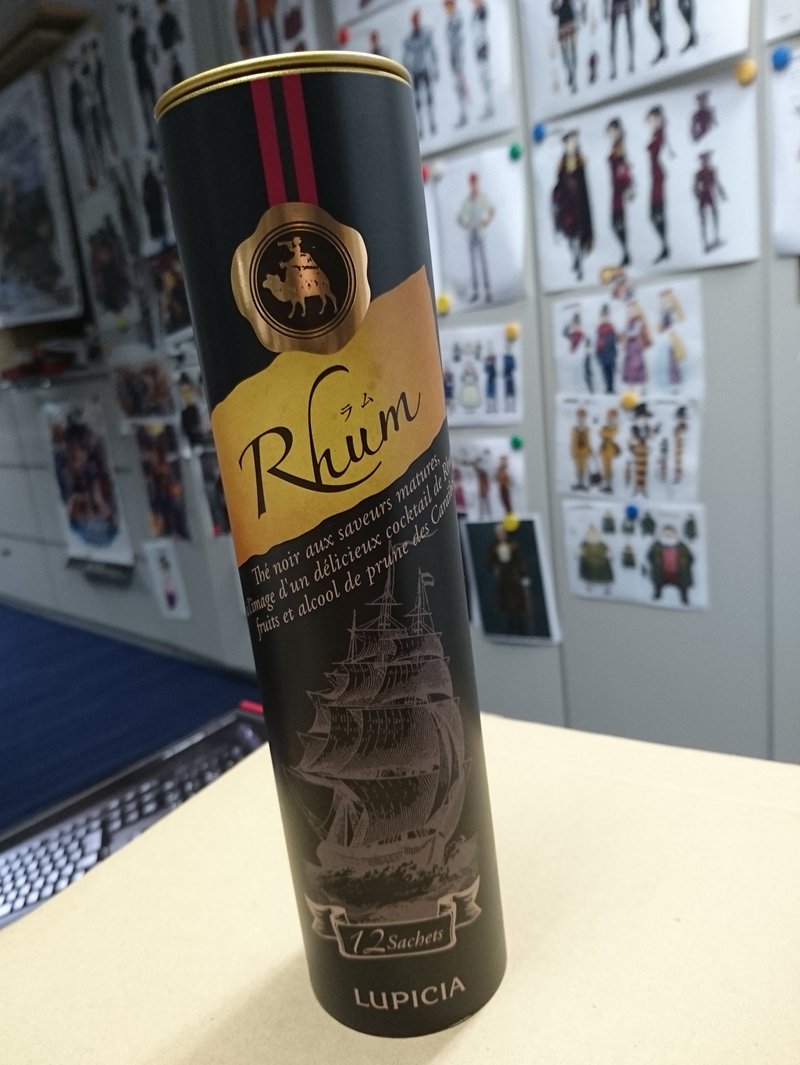 Rhum
ラム
Thé noir aux saveurs matures,
l'image d'un délicieux cocktail de
fruits et alcool de prune des
12 Sachets
LUPICIA